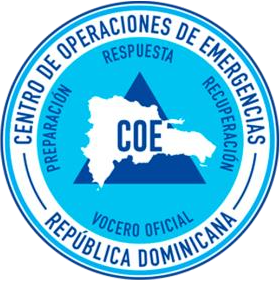 CENTRO DE OPERACIONES DE EMERGENCIAS
PREPARACIÓN
RESPUESTA
RECUPERACIÓN
COE
VOCERO OFICIAL
REPÚBLICA DOMINICANA